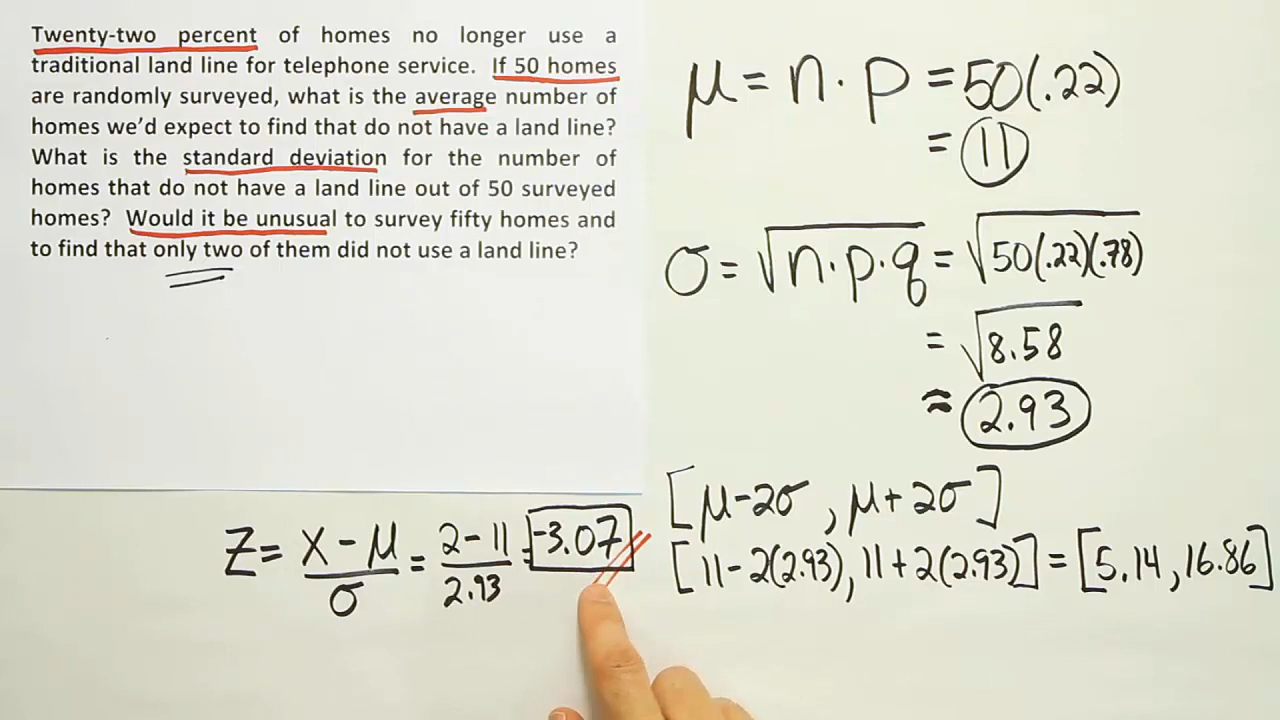 Twenty-two percent of homes no longer use a
traditional land line for telephone service. If 50 homes
are randomly surveyed, what is the average number of
homes we'd expect to find that do not have a land line?
What is the standard deviation for the number of
homes that do not have a land line out of 50 surveyed
homes? Would it be unusual to survey fifty homes and
to find that only two of them did not use a land line?
μ = n · p = 50(.22)
= 11
σ = √n·p·q = √50(.22)(.78)
= √8.58
≈ 2.93
[μ-2σ, μ+2σ]
[11-2(2.93), 11+2(2.93)] = [5.14, 16.86]
Z = X-μ/σ = 2-11/2.93 = -3.07